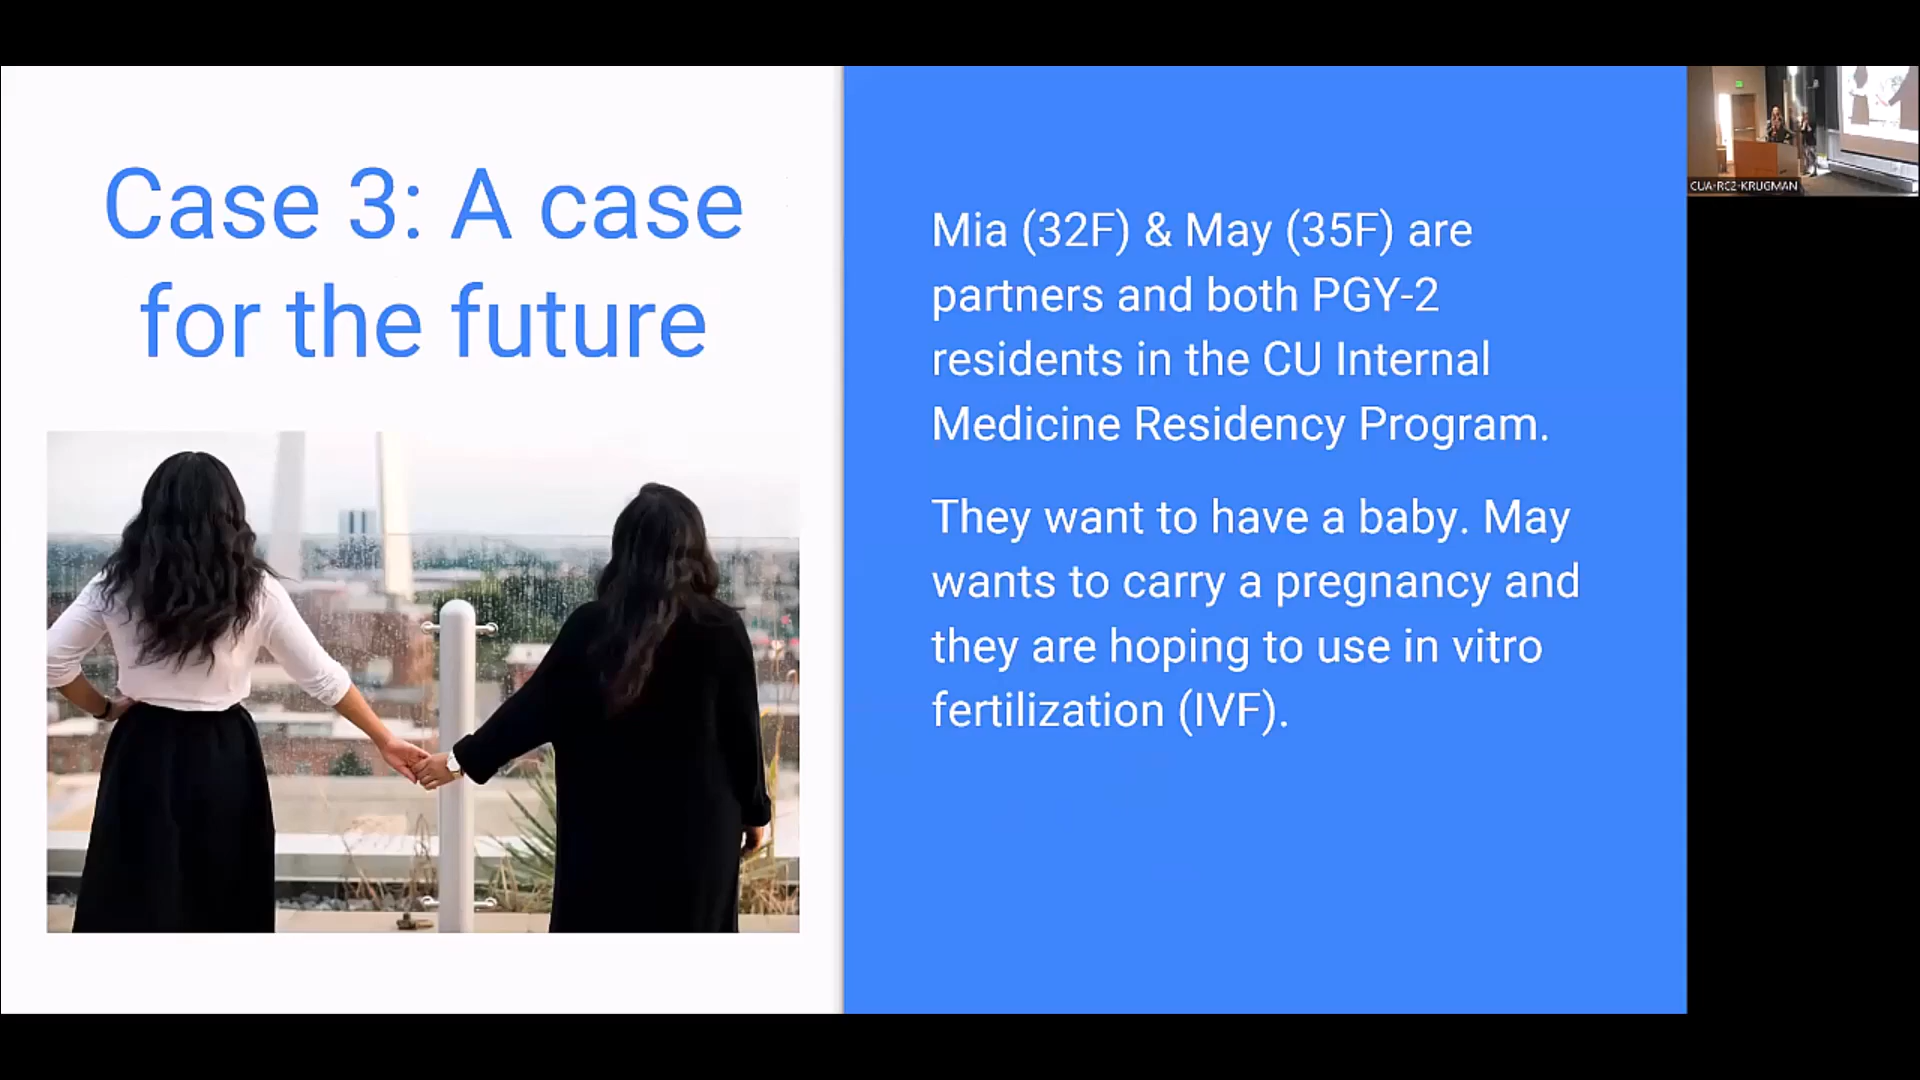 Case 3: A case
for the future
Mia (32F) & May (35F) are
partners and both PGY-2
residents in the CU Internal
Medicine Residency Program.
They want to have a baby. May
wants to carry a pregnancy and
they are hoping to use in vitro
fertilization (IVF).
CUA-RC2-KRUGMAN